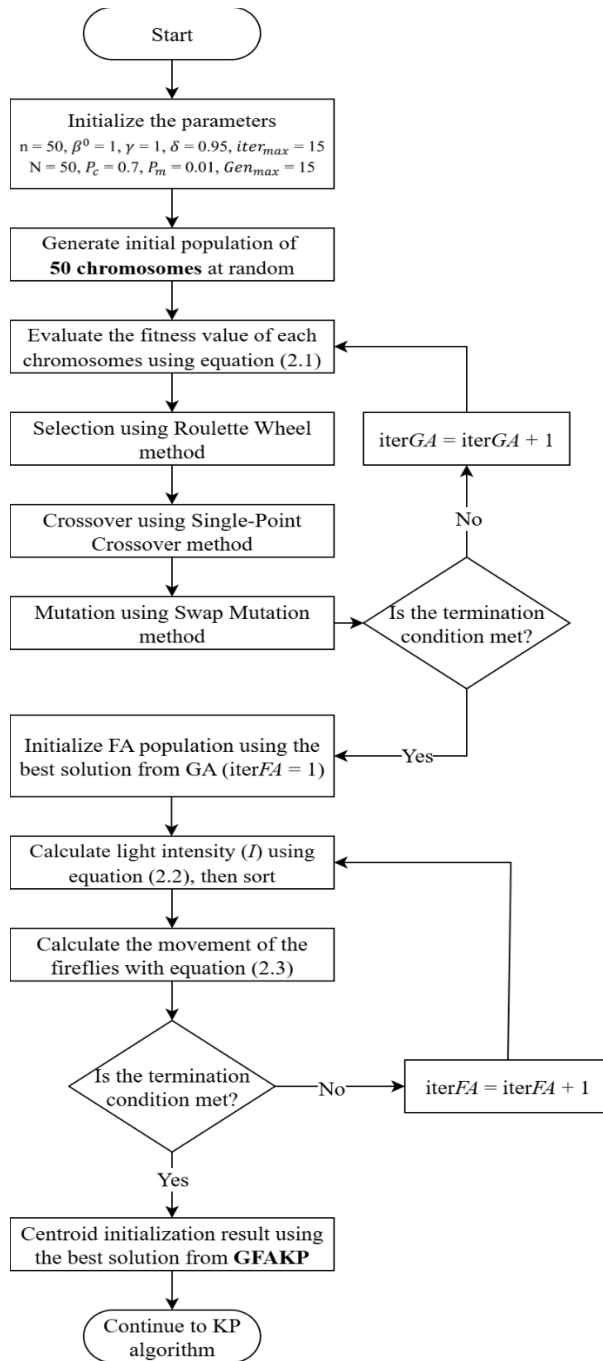 Start
Initialize the parameters
n = 50, β⁰ = 1, γ = 1, δ = 0.95, iter_max = 15
N = 50, P_c = 0.7, P_m = 0.01, Gen_max = 15
Generate initial population of
50 chromosomes at random
Evaluate the fitness value of each
chromosomes using equation (2.1)
Selection using Roulette Wheel
method
Crossover using Single-Point
Crossover method
Mutation using Swap Mutation
method
Is the termination
condition met?
No
iterGA = iterGA + 1
Yes
Initialize FA population using the
best solution from GA (iterFA = 1)
Calculate light intensity (I) using
equation (2.2), then sort
Calculate the movement of the
fireflies with equation (2.3)
Is the termination
condition met?
No
iterFA = iterFA + 1
Yes
Centroid initialization result using
the best solution from GFAKP
Continue to KP
algorithm